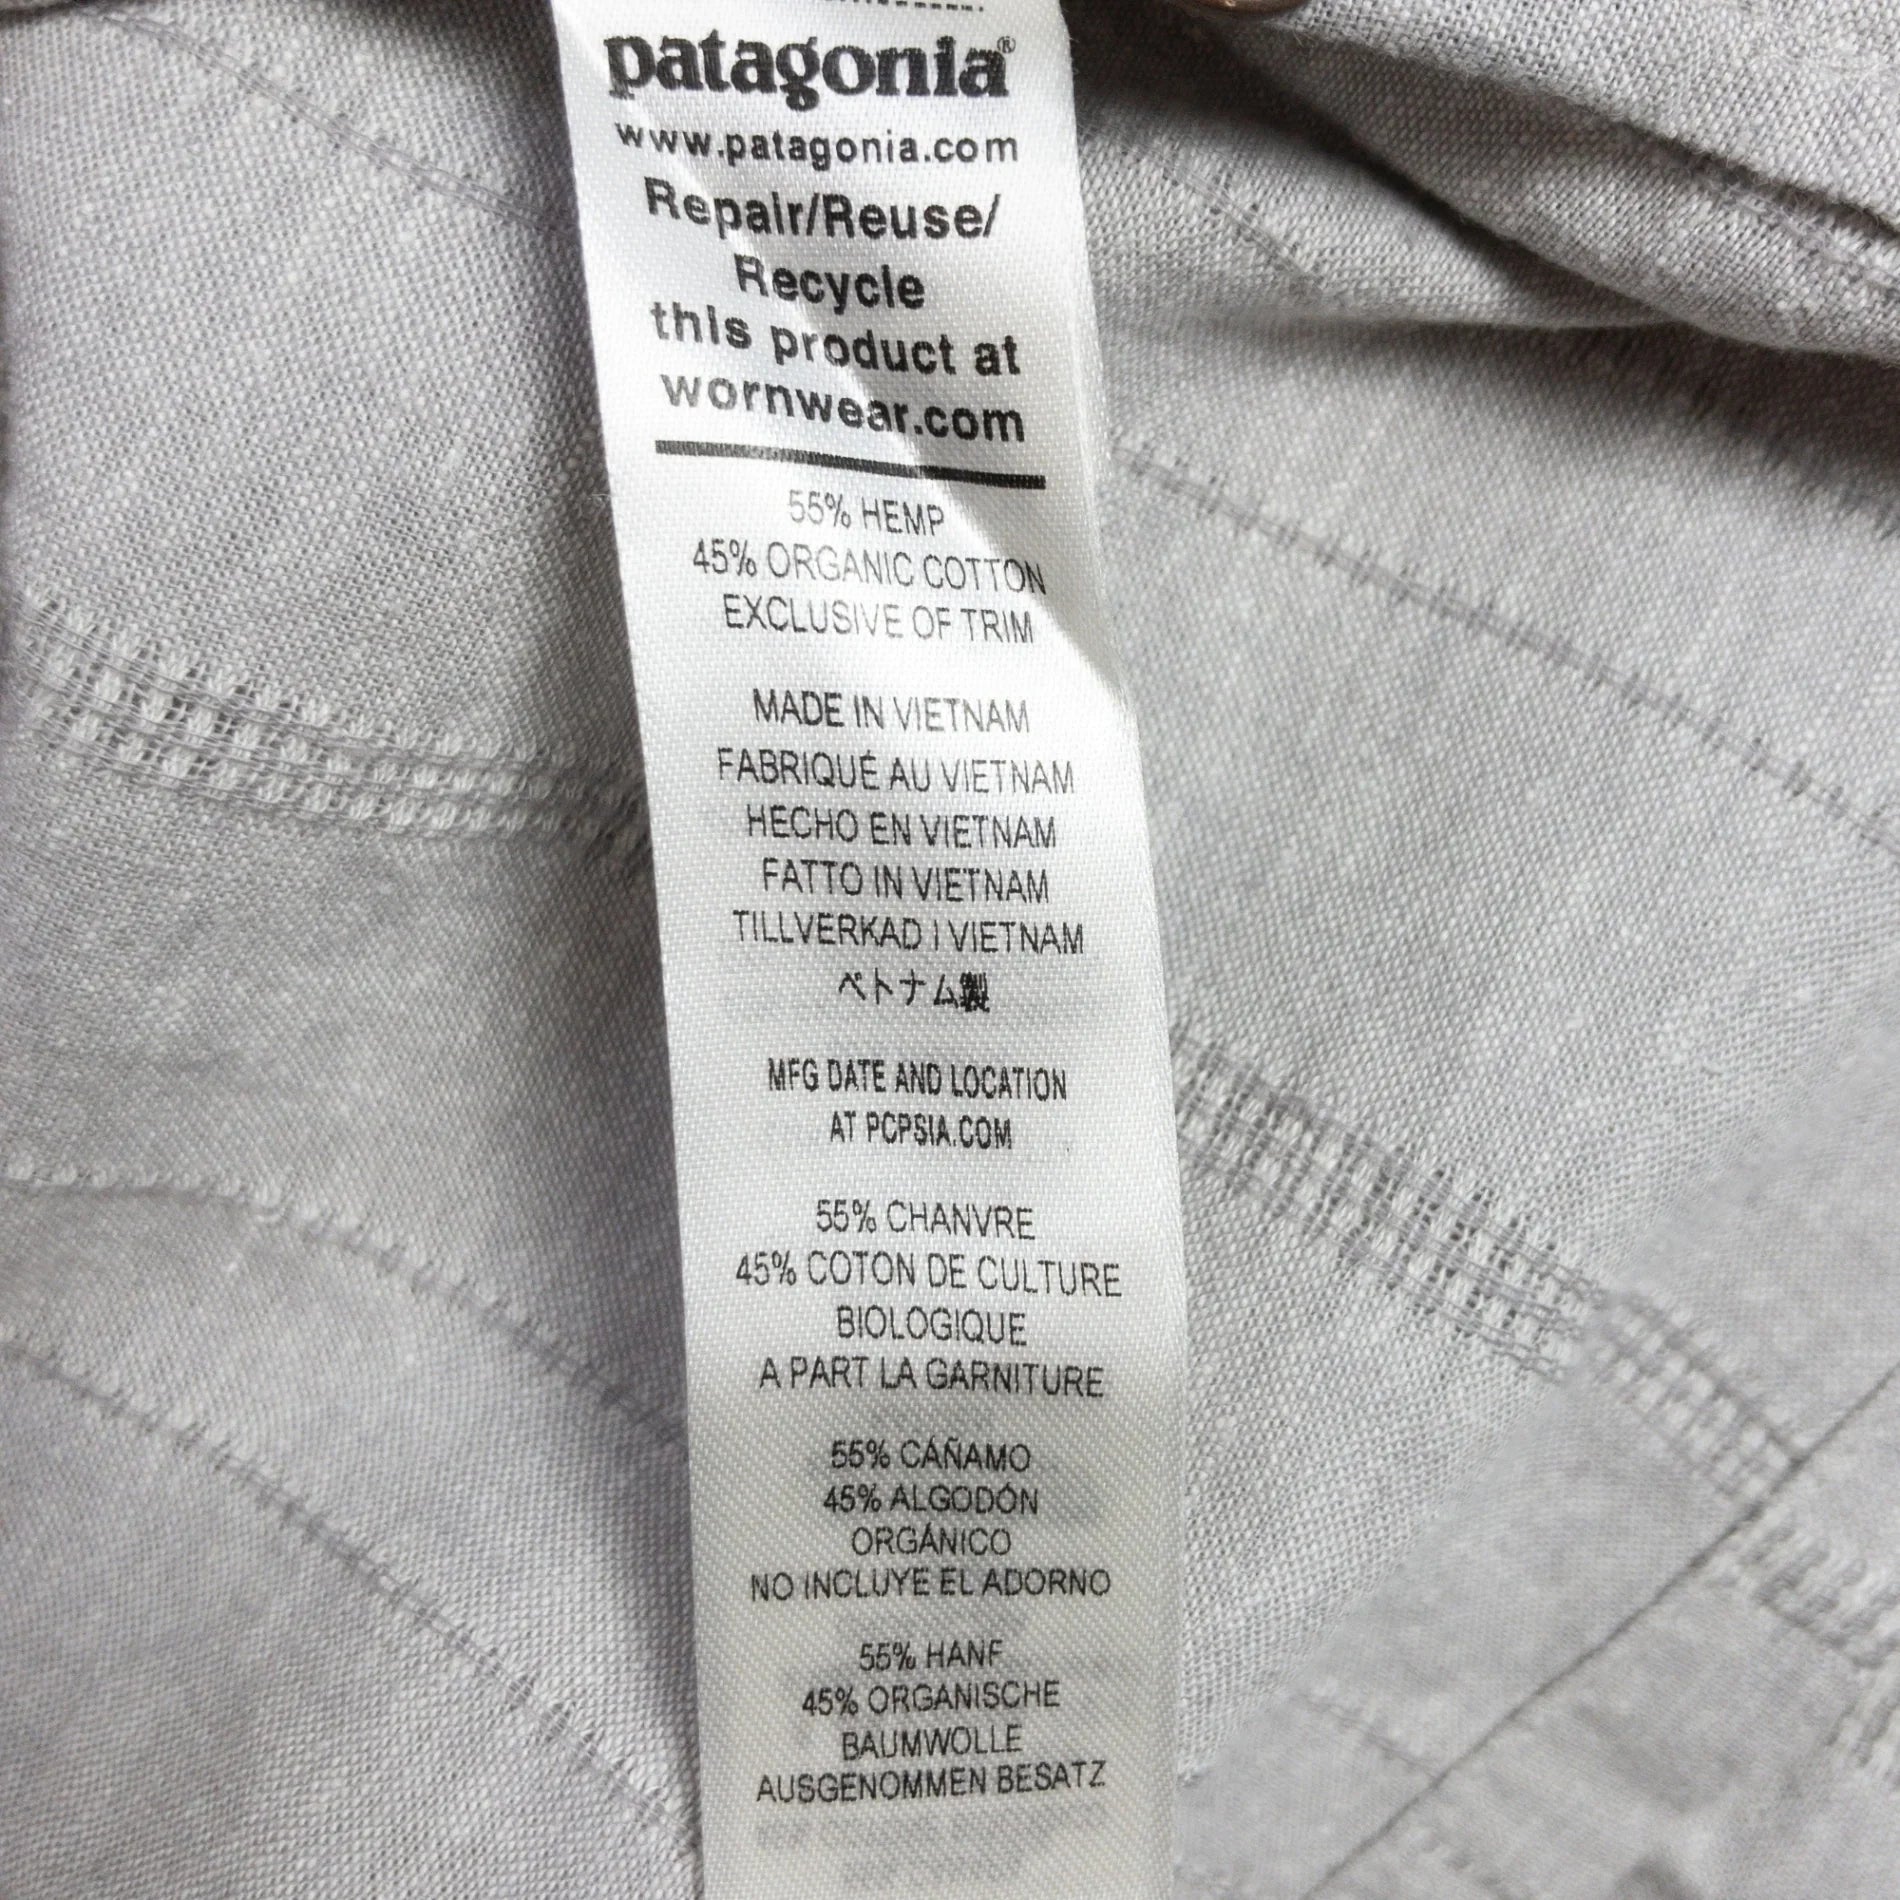 patagonia®
www.patagonia.com
Repair/Reuse/
Recycle
this product at
wornwear.com
55% HEMP
45% ORGANIC COTTON
EXCLUSIVE OF TRIM
MADE IN VIETNAM
FABRIQUÉ AU VIETNAM
HECHO EN VIETNAM
FATTO IN VIETNAM
TILLVERKAD I VIETNAM
ベトナム製
MFG DATE AND LOCATION
AT PCPSIA.COM
55% CHANVRE
45% COTON DE CULTURE
BIOLOGIQUE
A PART LA GARNITURE
55% CÁÑAMO
45% ALGODÓN
ORGÁNICO
NO INCLUYE EL ADORNO
55% HANF
45% ORGANISCHE
BAUMWOLLE
AUSGENOMMEN BESATZ